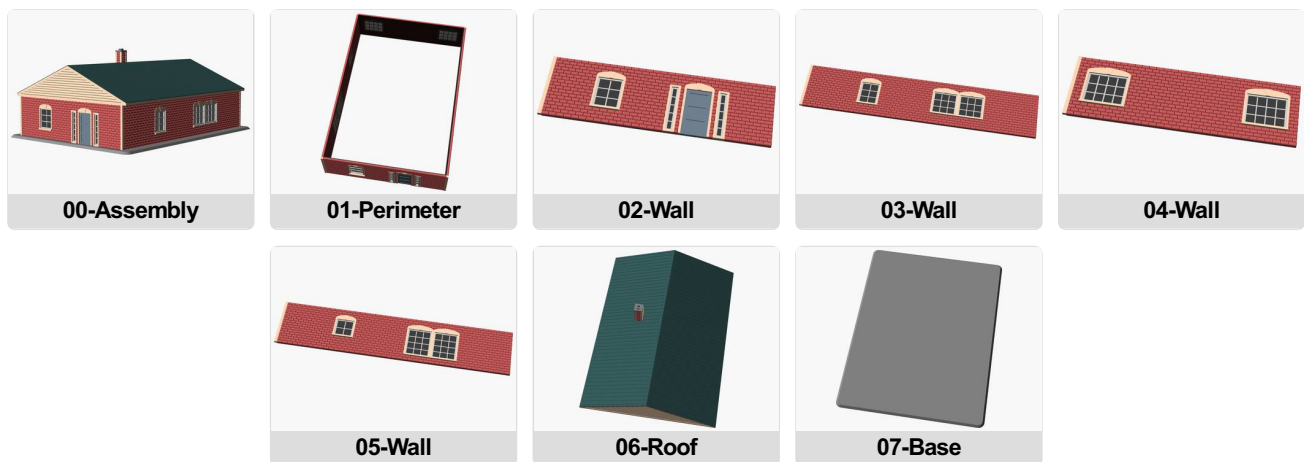 00-Assembly
01-Perimeter
02-Wall
03-Wall
04-Wall
05-Wall
06-Roof
07-Base